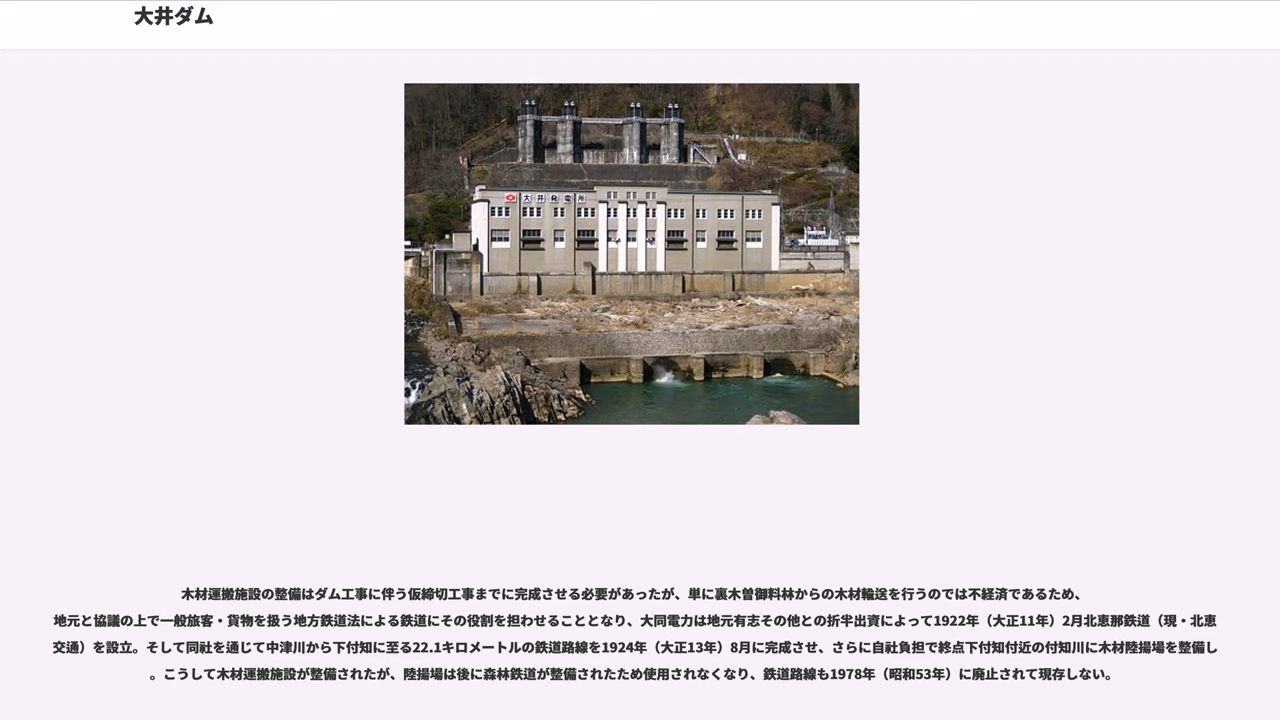 大井ダム
大井発電所
木材運搬施設の整備はダム工事に伴う仮締切工事までに完成させる必要があったが、単に裏木曽御料林からの木材輸送を行うのでは不経済であるため、
地元と協議の上で一般旅客・貨物を扱う地方鉄道法による鉄道にその役割を担わせることとなり、大同電力は地元有志その他との折半出資によって1922年（大正11年）2月北恵那鉄道（現・北恵
交通）を設立。そして同社を通じて中津川から下付知に至る22.1キロメートルの鉄道路線を1924年（大正13年）8月に完成させ、さらに自社負担で終点下付知付近の付知川に木材陸揚場を整備し
。こうして木材運搬施設が整備されたが、陸揚場は後に森林鉄道が整備されたため使用されなくなり、鉄道路線も1978年（昭和53年）に廃止されて現存しない。